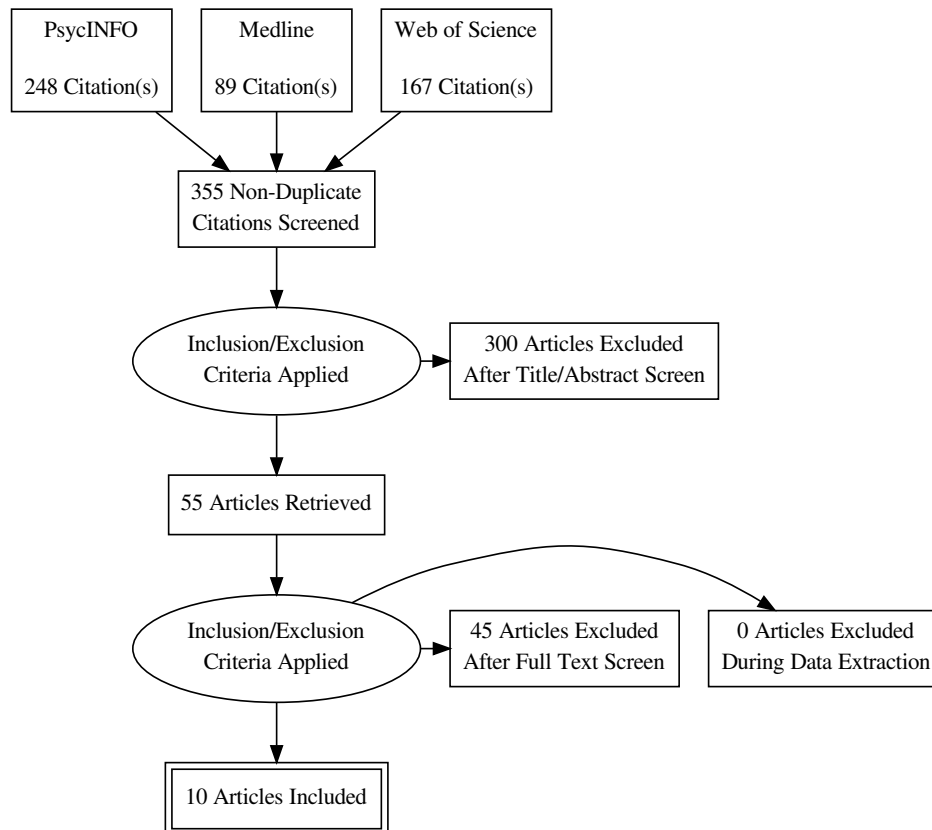 PsycINFO
248 Citation(s)
Medline
89 Citation(s)
Web of Science
167 Citation(s)
355 Non-Duplicate
Citations Screened
Inclusion/Exclusion
Criteria Applied
300 Articles Excluded
After Title/Abstract Screen
55 Articles Retrieved
Inclusion/Exclusion
Criteria Applied
45 Articles Excluded
After Full Text Screen
0 Articles Excluded
During Data Extraction
10 Articles Included